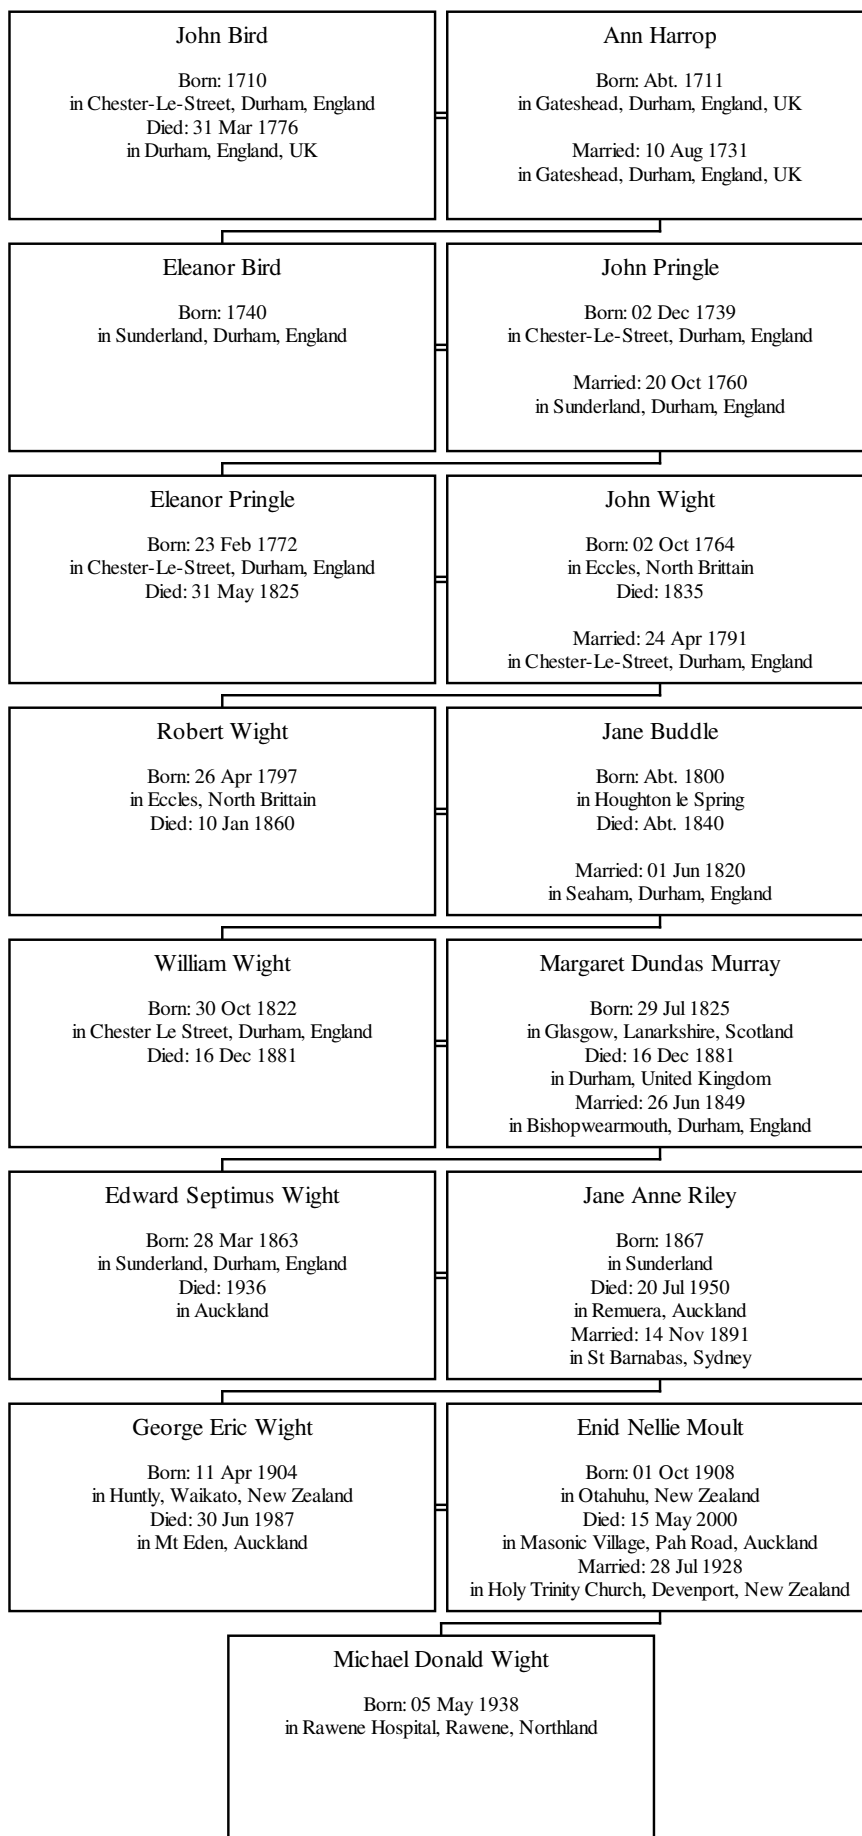 John Bird
Born: 1710
in Chester-Le-Street, Durham, England
Died: 31 Mar 1776
in Durham, England, UK
Ann Harrop
Born: Abt. 1711
in Gateshead, Durham, England, UK
Married: 10 Aug 1731
in Gateshead, Durham, England, UK
Eleanor Bird
Born: 1740
in Sunderland, Durham, England
John Pringle
Born: 02 Dec 1739
in Chester-Le-Street, Durham, England
Married: 20 Oct 1760
in Sunderland, Durham, England
Eleanor Pringle
Born: 23 Feb 1772
in Chester-Le-Street, Durham, England
Died: 31 May 1825
John Wight
Born: 02 Oct 1764
in Eccles, North Brittain
Died: 1835
Married: 24 Apr 1791
in Chester-Le-Street, Durham, England
Robert Wight
Born: 26 Apr 1797
in Eccles, North Brittain
Died: 10 Jan 1860
Jane Buddle
Born: Abt. 1800
in Houghton le Spring
Died: Abt. 1840
Married: 01 Jun 1820
in Seaham, Durham, England
William Wight
Born: 30 Oct 1822
in Chester Le Street, Durham, England
Died: 16 Dec 1881
Margaret Dundas Murray
Born: 29 Jul 1825
in Glasgow, Lanarkshire, Scotland
Died: 16 Dec 1881
in Durham, United Kingdom
Married: 26 Jun 1849
in Bishopwearmouth, Durham, England
Edward Septimus Wight
Born: 28 Mar 1863
in Sunderland, Durham, England
Died: 1936
in Auckland
Jane Anne Riley
Born: 1867
in Sunderland
Died: 20 Jul 1950
in Remuera, Auckland
Married: 14 Nov 1891
in St Barnabas, Sydney
George Eric Wight
Born: 11 Apr 1904
in Huntly, Waikato, New Zealand
Died: 30 Jun 1987
in Mt Eden, Auckland
Enid Nellie Moult
Born: 01 Oct 1908
in Otahuhu, New Zealand
Died: 15 May 2000
in Masonic Village, Pah Road, Auckland
Married: 28 Jul 1928
in Holy Trinity Church, Devenport, New Zealand
Michael Donald Wight
Born: 05 May 1938
in Rawene Hospital, Rawene, Northland